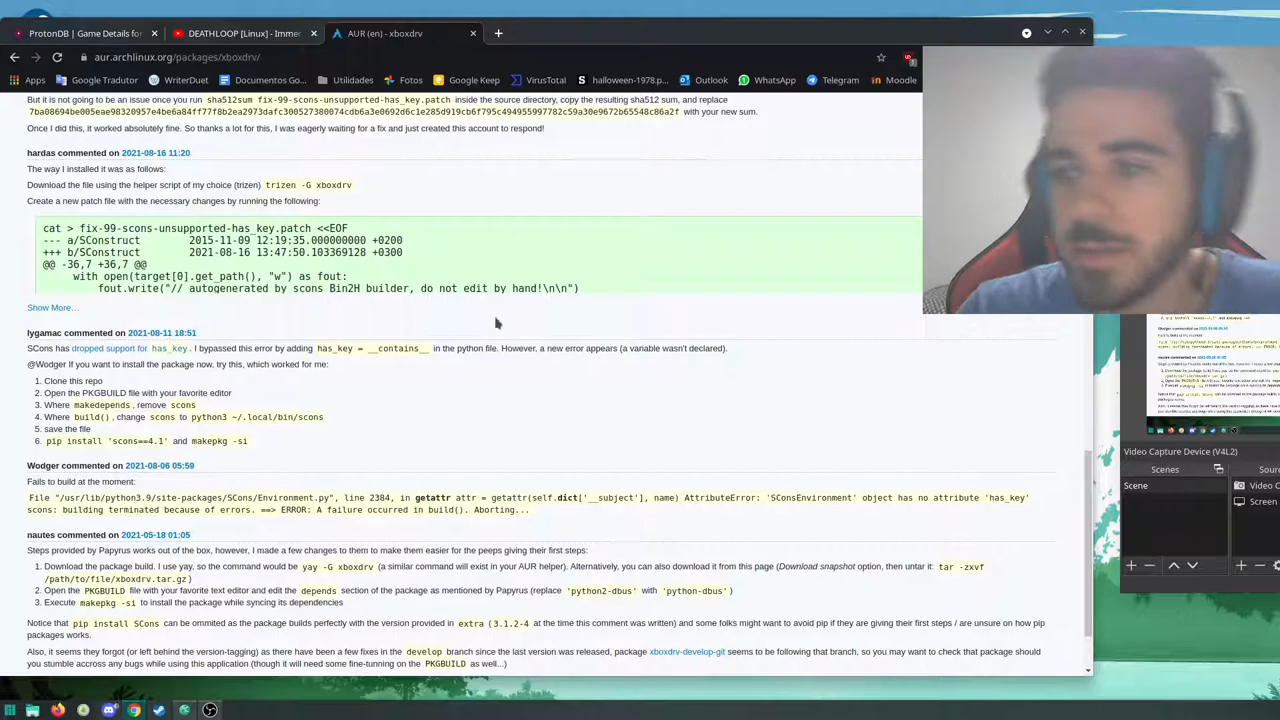 ProtonDB | Game Details for
DEATHLOOP [Linux] - Imme
AUR (en) - xboxdrv
aur.archlinux.org/packages/xboxdrv/
Apps
Google Tradutor
WriterDuet
Documentos Go...
Utilidades
Fotos
Google Keep
VirusTotal
halloween-1978.p...
Outlook
WhatsApp
Telegram
Moodle
But it is not going to be an issue once you run sha512sum fix-99-scons-unsupported-has_key.patch inside the source directory, copy the resulting sha512 sum, and replace
7ba08694be005eae98320957e4be6a84ff77f8b2ea2973dafc300527380074cdb6a3e0692d6c1e285d919cb6f795c494955997782c59a30e9672b65548c86a2f with your new sum.
Once I did this, it worked absolutely fine. So thanks a lot for this, I was eagerly waiting for a fix and just created this account to respond!
hardas commented on 2021-08-16 11:20
The way I installed it was as follows:
Download the file using the helper script of my choice (trizen) trizen -G xboxdrv
Create a new patch file with the necessary changes by running the following:
cat > fix-99-scons-unsupported-has_key.patch <<EOF
--- a/SConstruct 2015-11-09 12:19:35.000000000 +0200
+++ b/SConstruct 2021-08-16 13:47:50.103369128 +0300
@@ -36,7 +36,7 @@
with open(target[0].get_path(), "w") as fout:
fout.write("// autogenerated by scons Bin2H builder, do not edit by hand!\n\n")
Show More...
lygamac commented on 2021-08-11 18:51
SCons has dropped support for has_key. I bypassed this error by adding has_key = __contains__ in the python file. However, a new error appears (a variable wasn't declared).
@Wodger If you want to install the package now, try this, which worked for me:
1. Clone this repo
2. Open the PKGBUILD file with your favorite editor
3. Where makedepends, remove scons
4. Where build(), change scons to python3 ~/.local/bin/scons
5. save the file
6. pip install 'scons==4.1' and makepkg -si
Wodger commented on 2021-08-06 05:59
Fails to build at the moment:
File "/usr/lib/python3.9/site-packages/SCons/Environment.py", line 2384, in getattr attr = getattr(self.dict['__subject'], name) AttributeError: 'SConsEnvironment' object has no attribute 'has_key'
scons: building terminated because of errors. ==> ERROR: A failure occurred in build(). Aborting...
nautes commented on 2021-05-18 01:05
Steps provided by Papyrus works out of the box, however, I made a few changes to them to make them easier for the peeps giving their first steps:
1. Download the package build. I use yay, so the command would be yay -G xboxdrv (a similar command will exist in your AUR helper). Alternatively, you can also download it from this page (Download snapshot option, then untar it: tar -zxvf
/path/to/file/xboxdrv.tar.gz)
2. Open the PKGBUILD file with your favorite text editor and edit the depends section of the package as mentioned by Papyrus (replace 'python2-dbus' with 'python-dbus')
3. Execute makepkg -si to install the package while syncing its dependencies
Notice that pip install SCons can be ommited as the package builds perfectly with the version provided in extra (3.1.2-4 at the time this comment was written) and some folks might want to avoid pip if they are giving their first steps / are unsure on how pip
packages works.
Also, it seems they forgot (or left behind the version-tagging) as there have been a few fixes in the develop branch since the last version was released, package xboxdrv-develop-git seems to be following that branch, so you may want to check that package should
you stumble accross any bugs while using this application (though it will need some fine-tunning on the PKGBUILD as well...)
Video Capture Device (V4L2)
Scenes
Sourc
Scene
Video C
Screen